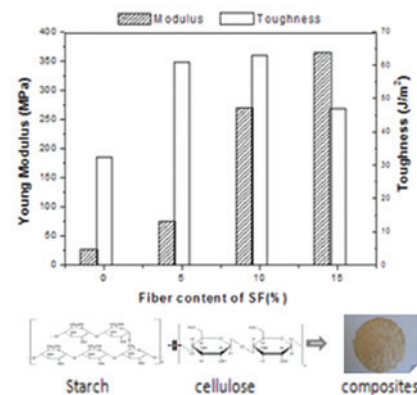 Modulus Toughness
400
350
300
250
200
150
100
50
0
Young Modulus (MPa)
70
60
50
40
30
20
10
0
Toughness (J/m²)
0 5 10 15
Fiber content of SF(%)
Starch cellulose composites